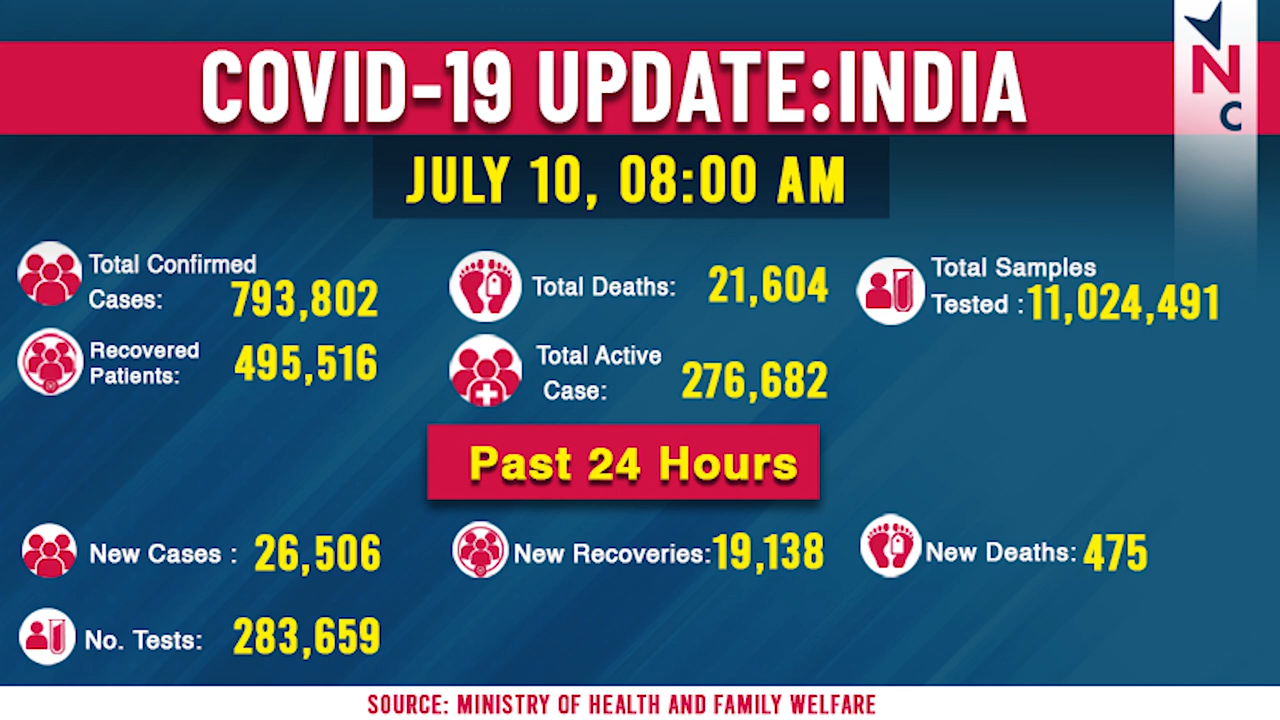 COVID-19 UPDATE:INDIA
N
C
JULY 10, 08:00 AM
Total Confirmed
Cases: 793,802
Total Deaths: 21,604
Total Samples
Tested : 11,024,491
Recovered
Patients: 495,516
Total Active
Case: 276,682
Past 24 Hours
New Cases : 26,506
New Recoveries: 19,138
New Deaths: 475
No. Tests: 283,659
SOURCE: MINISTRY OF HEALTH AND FAMILY WELFARE